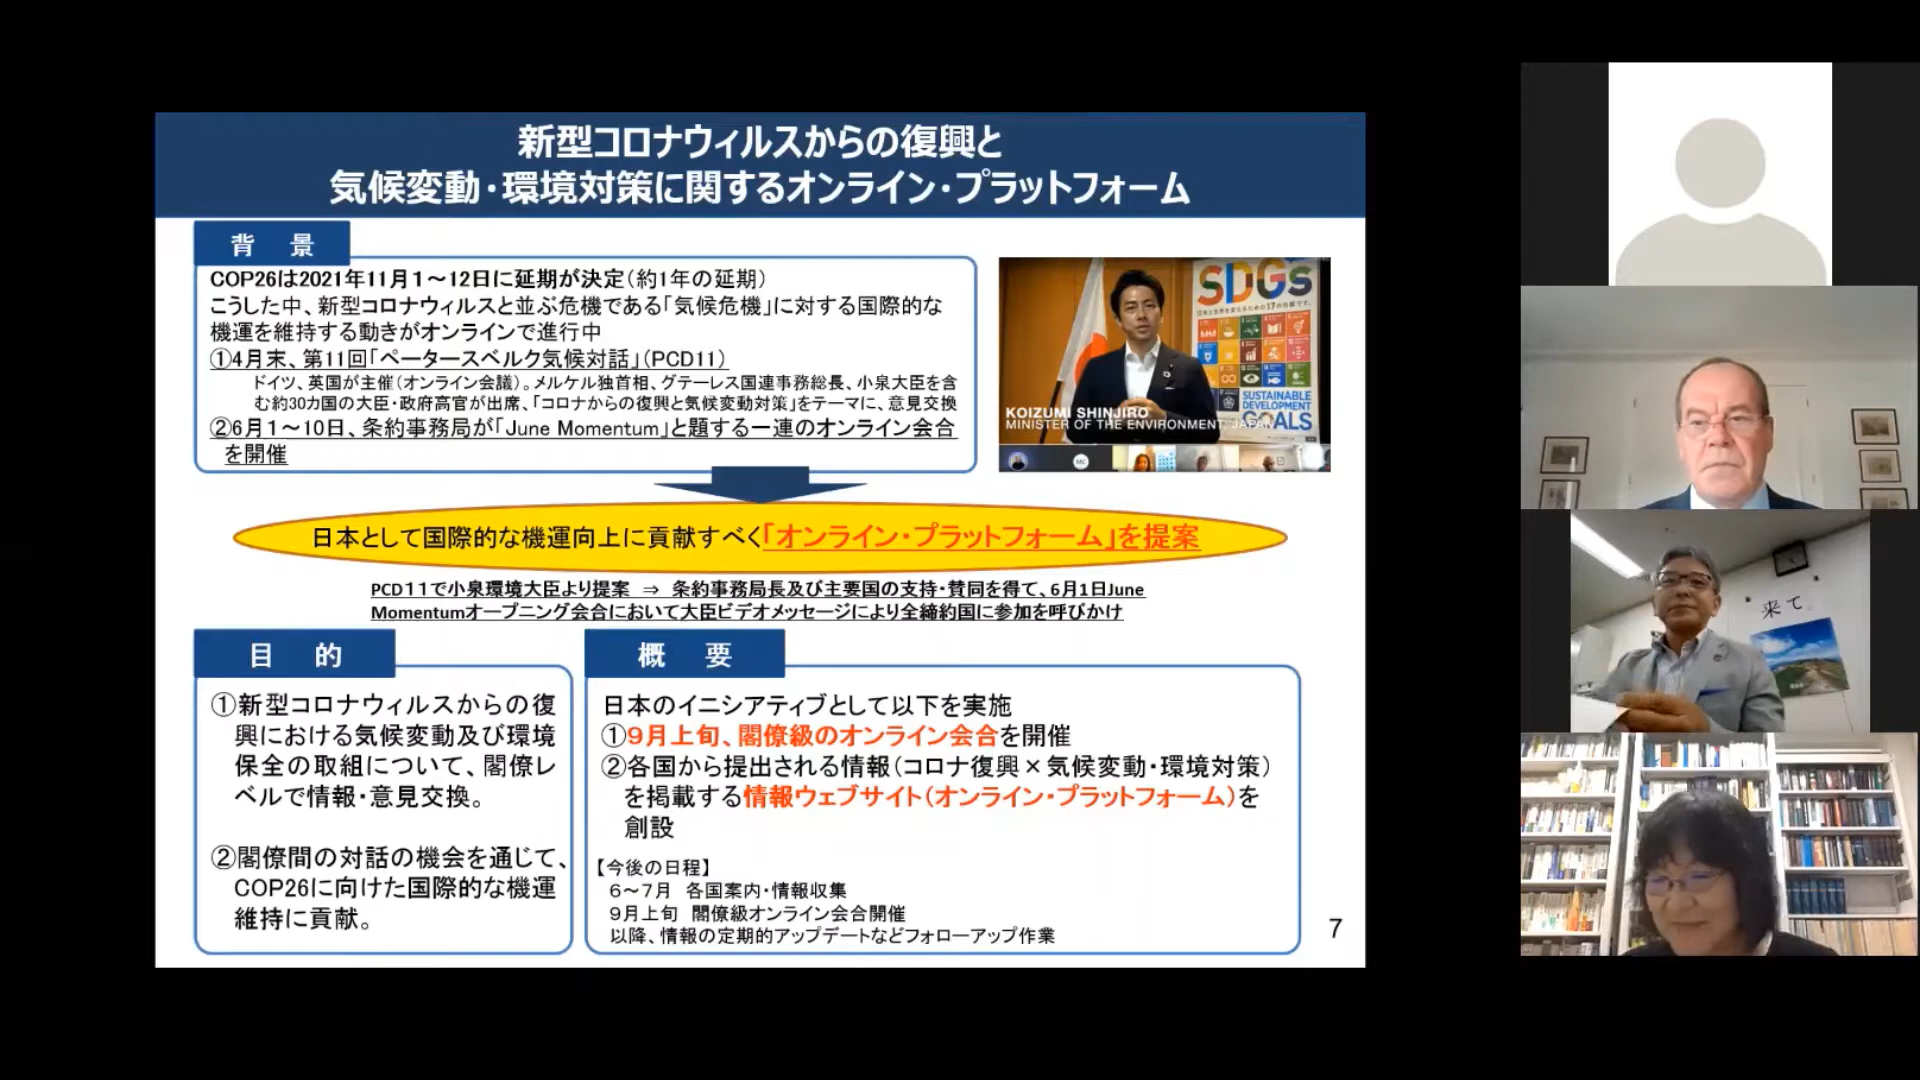 新型コロナウィルスからの復興と
気候変動・環境対策に関するオンライン・プラットフォーム
背 景
COP26は2021年11月1～12日に延期が決定(約1年の延期)
こうした中、新型コロナウィルスと並ぶ危機である「気候危機」に対する国際的な
機運を維持する動きがオンラインで進行中
①4月末、第11回「ペータースベルク気候対話」(PCD11)
ドイツ、英国が主催(オンライン会議)。メルケル独首相、グテーレス国連事務総長、小泉大臣を含
む約30カ国の大臣・政府高官が出席、「コロナからの復興と気候変動対策」をテーマに、意見交換
②6月1～10日、条約事務局が「June Momentum」と題する一連のオンライン会合
を開催
SDGs
KOIZUMI SHINJIRO
MINISTER OF THE ENVIRONMENT, JAPAN
SUSTAINABLE
DEVELOPMENT
GOALS
日本として国際的な機運向上に貢献すべく「オンライン・プラットフォーム」を提案
PCD11で小泉環境大臣より提案 ⇒ 条約事務局長及び主要国の支持・賛同を得て、6月1日June
Momentumオープニング会合において大臣ビデオメッセージにより全締約国に参加を呼びかけ
目 的
①新型コロナウィルスからの復
興における気候変動及び環境
保全の取組について、閣僚レ
ベルで情報・意見交換。
②閣僚間の対話の機会を通じて、
COP26に向けた国際的な機運
維持に貢献。
概 要
日本のイニシアティブとして以下を実施
①9月上旬、閣僚級のオンライン会合を開催
②各国から提出される情報(コロナ復興×気候変動・環境対策)
を掲載する情報ウェブサイト(オンライン・プラットフォーム)を
創設
【今後の日程】
6～7月 各国案内・情報収集
9月上旬 閣僚級オンライン会合開催
以降、情報の定期的アップデートなどフォローアップ作業
7
来て